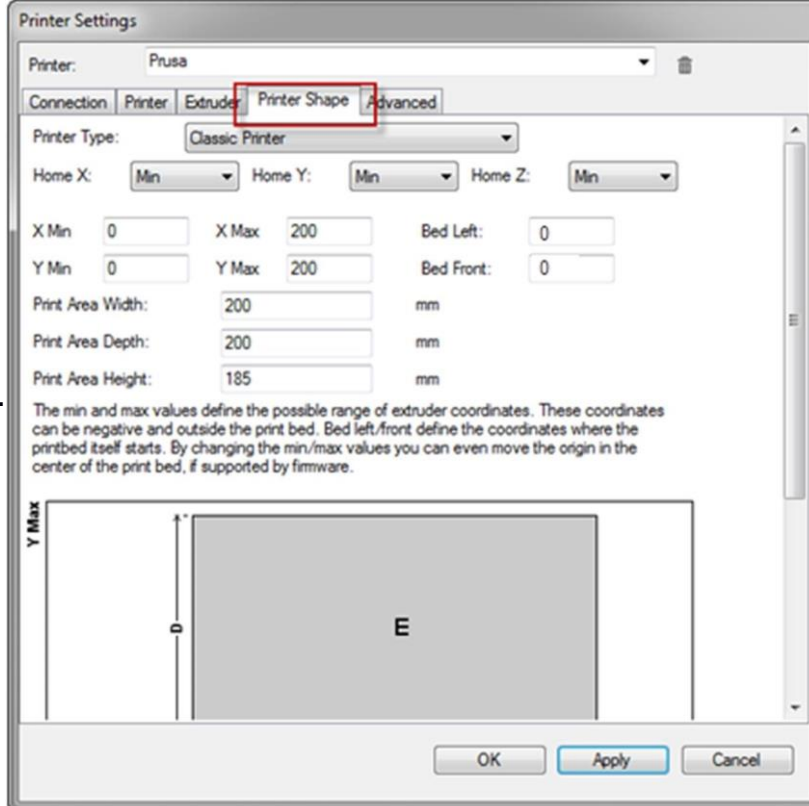 Printer Settings
Printer: Prusa
Connection Printer Extruder Printer Shape Advanced
Printer Type: Classic Printer
Home X: Min Home Y: Min Home Z: Min
X Min 0 X Max 200 Bed Left: 0
Y Min 0 Y Max 200 Bed Front: 0
Print Area Width: 200 mm
Print Area Depth: 200 mm
Print Area Height: 185 mm
The min and max values define the possible range of extruder coordinates. These coordinates
can be negative and outside the print bed. Bed left/front define the coordinates where the
printbed itself starts. By changing the min/max values you can even move the origin in the
center of the print bed, if supported by firmware.
Y Max
D
E
OK Apply Cancel